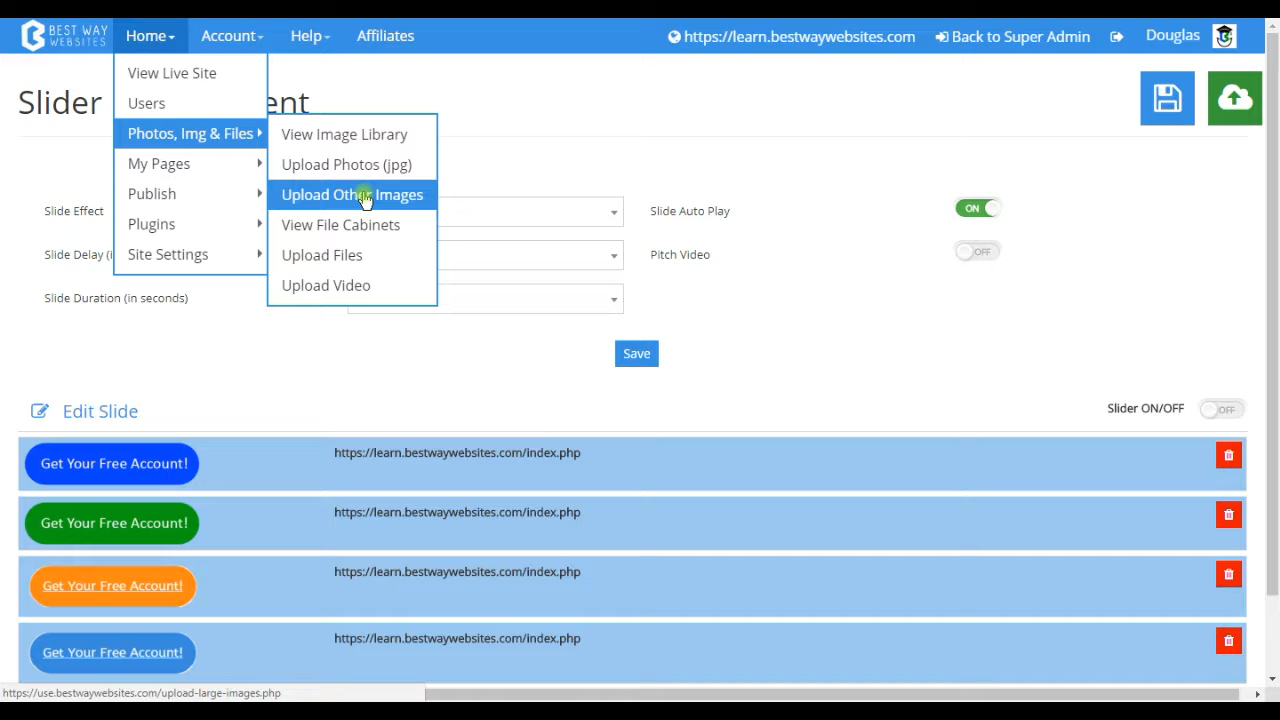 BEST WAY
WEBSITES
Home
Account
Help
Affiliates
https://learn.bestwaywebsites.com
Back to Super Admin
Douglas
Slider
ent
View Live Site
Users
Photos, Img & Files
My Pages
Publish
Plugins
Site Settings
View Image Library
Upload Photos (jpg)
Upload Other Images
View File Cabinets
Upload Files
Upload Video
Slide Effect
Slide Auto Play
ON
Slide Delay (i
Pitch Video
OFF
Slide Duration (in seconds)
Save
Edit Slide
Slider ON/OFF
OFF
Get Your Free Account!
https://learn.bestwaywebsites.com/index.php
Get Your Free Account!
https://learn.bestwaywebsites.com/index.php
Get Your Free Account!
https://learn.bestwaywebsites.com/index.php
Get Your Free Account!
https://learn.bestwaywebsites.com/index.php
https://use.bestwaywebsites.com/upload-large-images.php